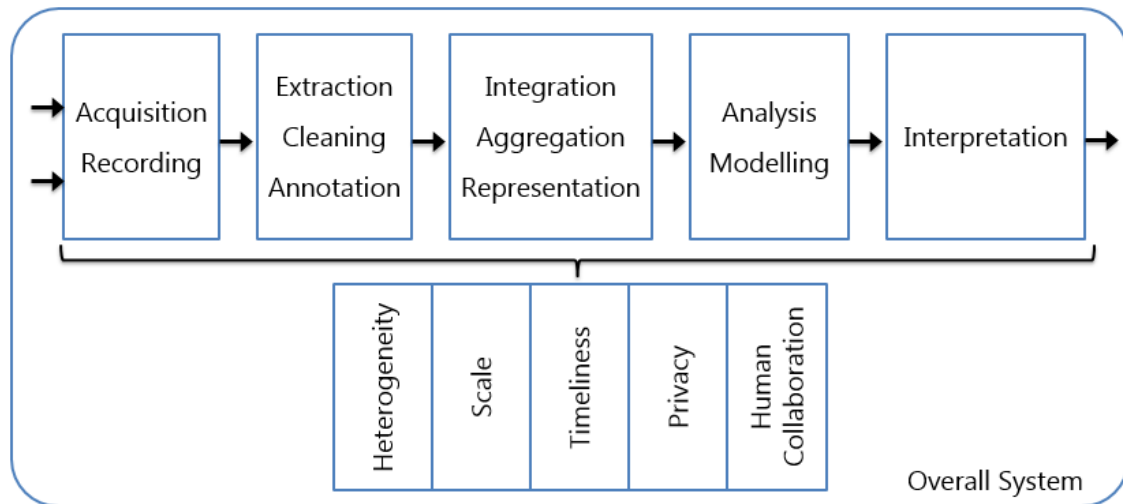 Acquisition
Recording
Extraction
Cleaning
Annotation
Integration
Aggregation
Representation
Analysis
Modelling
Interpretation
Heterogeneity
Scale
Timeliness
Privacy
Human
Collaboration
Overall System